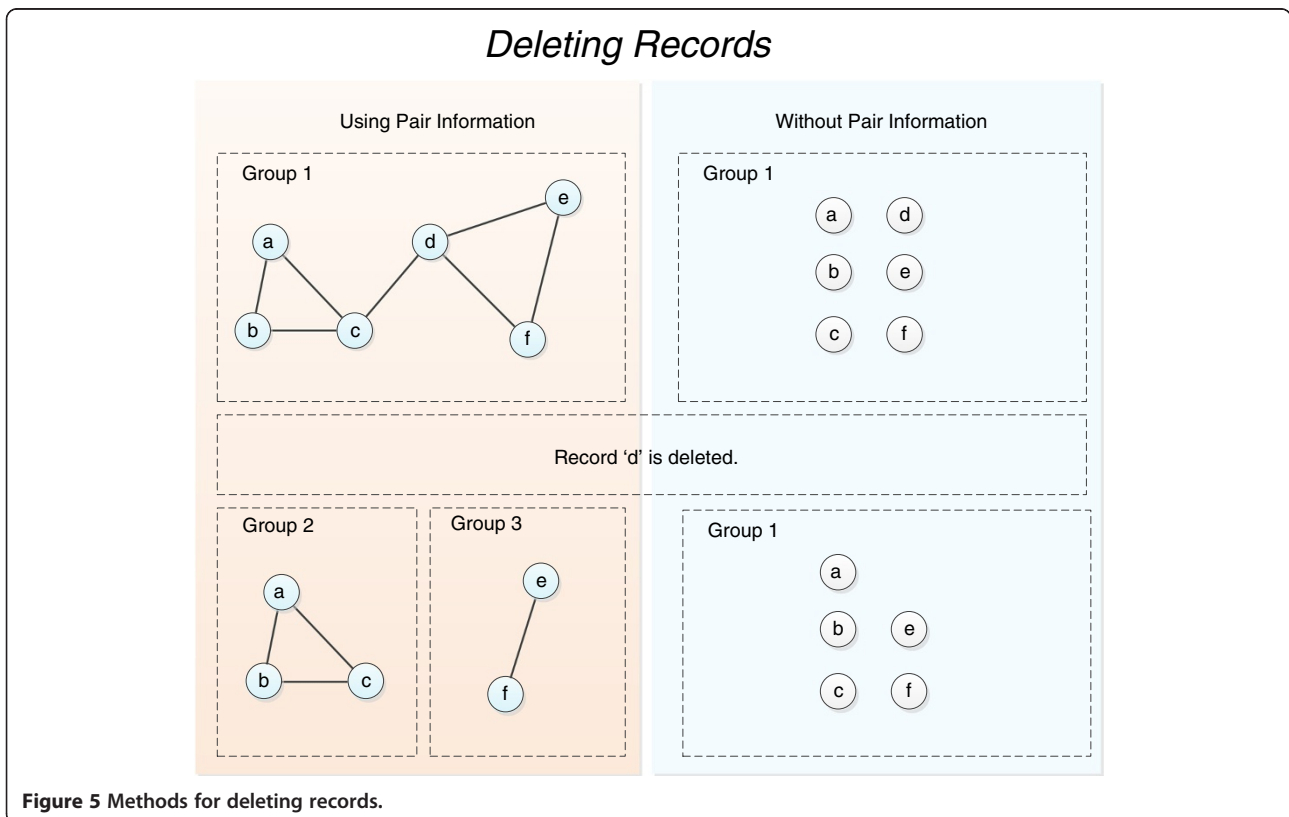 Deleting Records
Using Pair Information
Group 1
a
b
c
d
e
f
Without Pair Information
Group 1
a d
b e
c f
Record ‘d’ is deleted.
Group 2
a
b
c
Group 3
e
f
Group 1
a
b e
c f
Figure 5 Methods for deleting records.